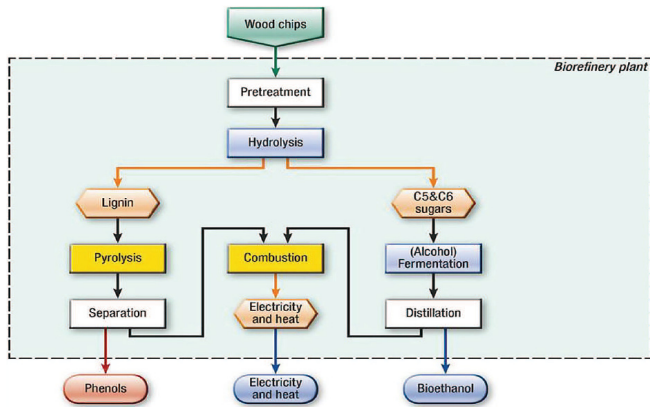 Wood chips
Biorefinery plant
Pretreatment
Hydrolysis
Lignin
C5&C6
sugars
Pyrolysis
Combustion
(Alcohol)
Fermentation
Separation
Electricity
and heat
Distillation
Phenols
Electricity
and heat
Bioethanol